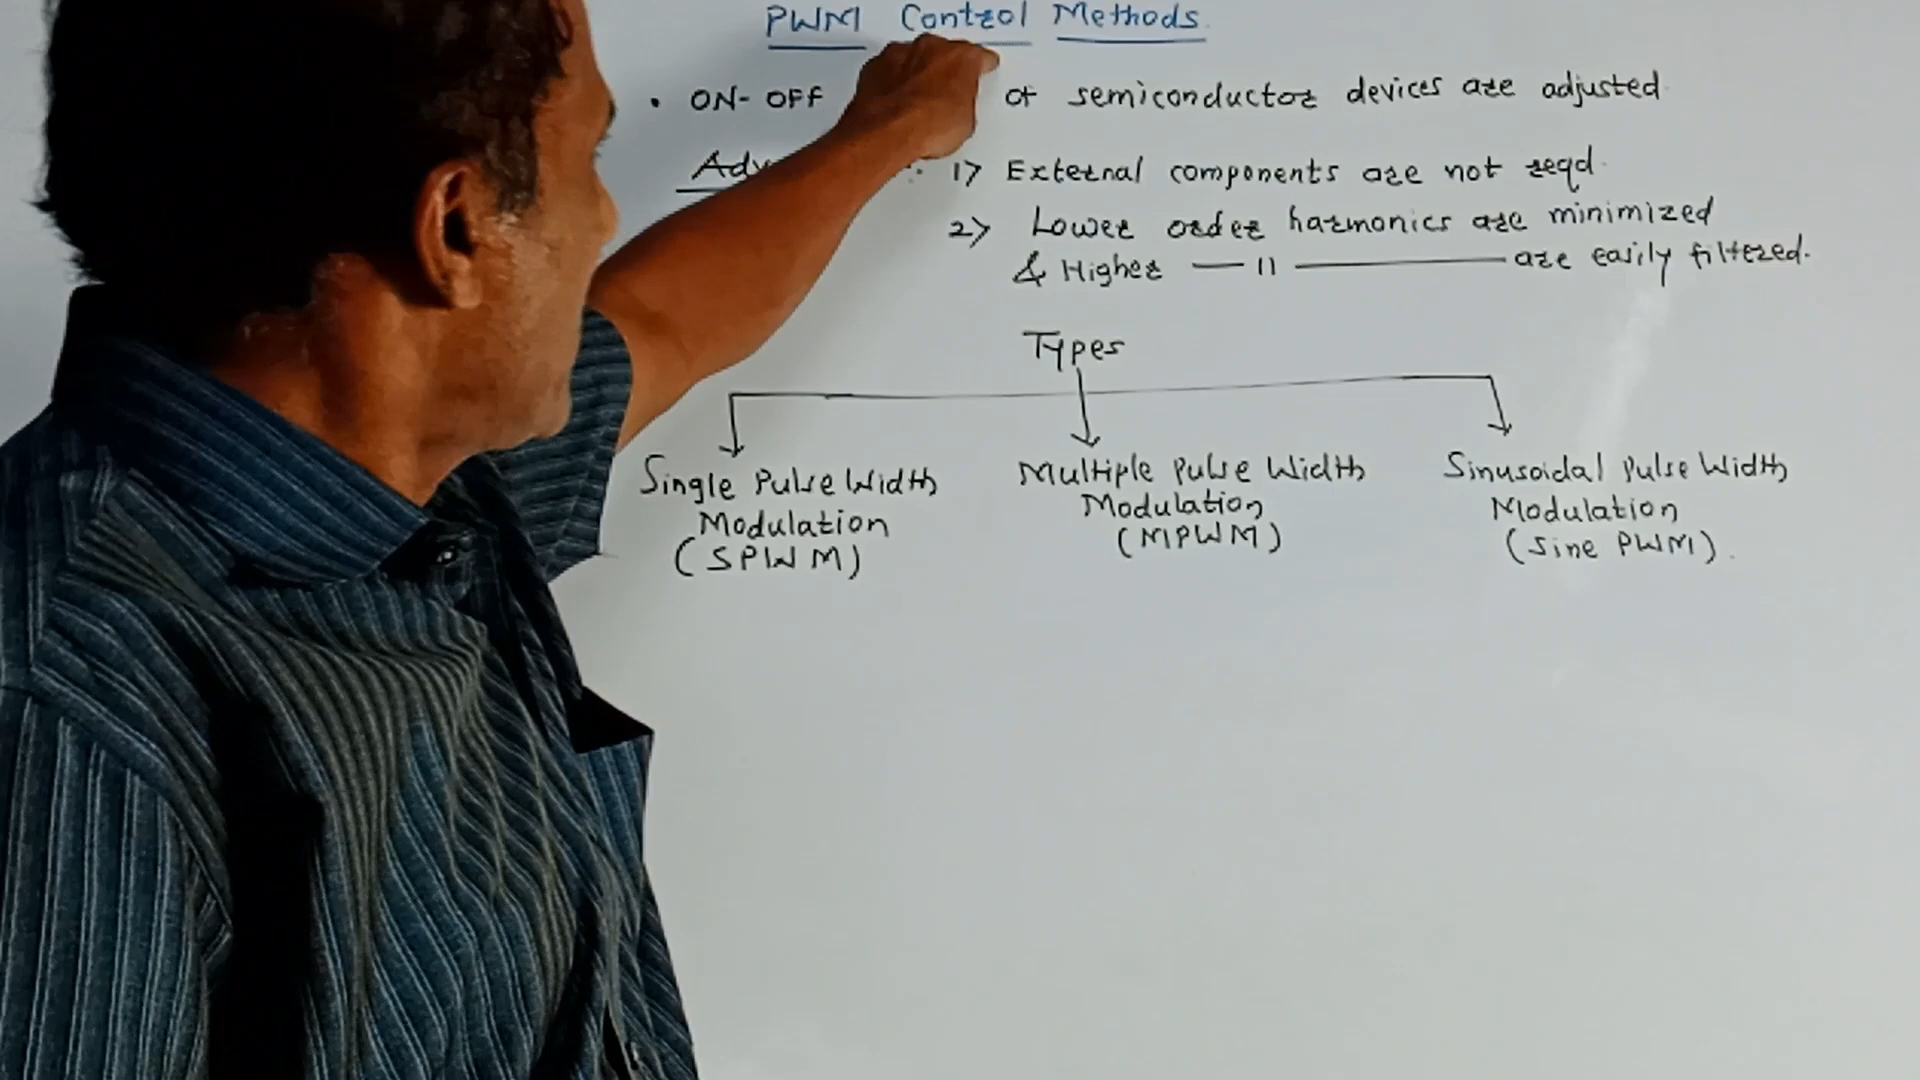 PWM Control Methods
• ON-OFF of semiconductor devices are adjusted
1> External components are not reqd.
2> Lower order harmonics are minimized
& Higher —11— are easily filtered.
Types
Single Pulse Width
Modulation
(SPWM)
Multiple Pulse Width
Modulation
(MPWM)
Sinusoidal Pulse Width
Modulation
(Sine PWM).